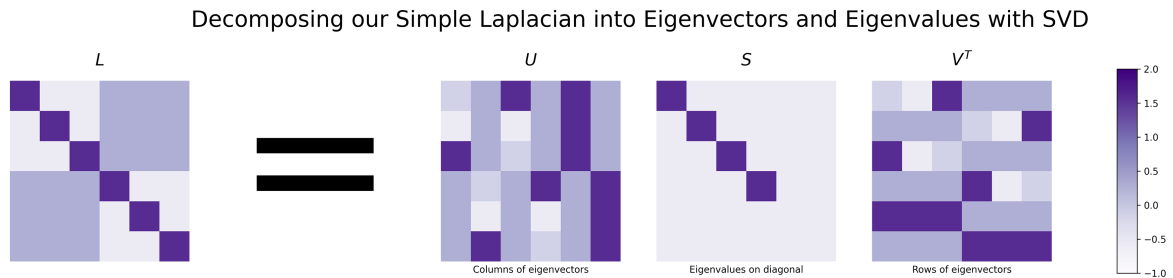 Decomposing our Simple Laplacian into Eigenvectors and Eigenvalues with SVD
L
U
S
V^T
2.0
1.5
1.0
0.5
0.0
−0.5
−1.0
Columns of eigenvectors
Eigenvalues on diagonal
Rows of eigenvectors